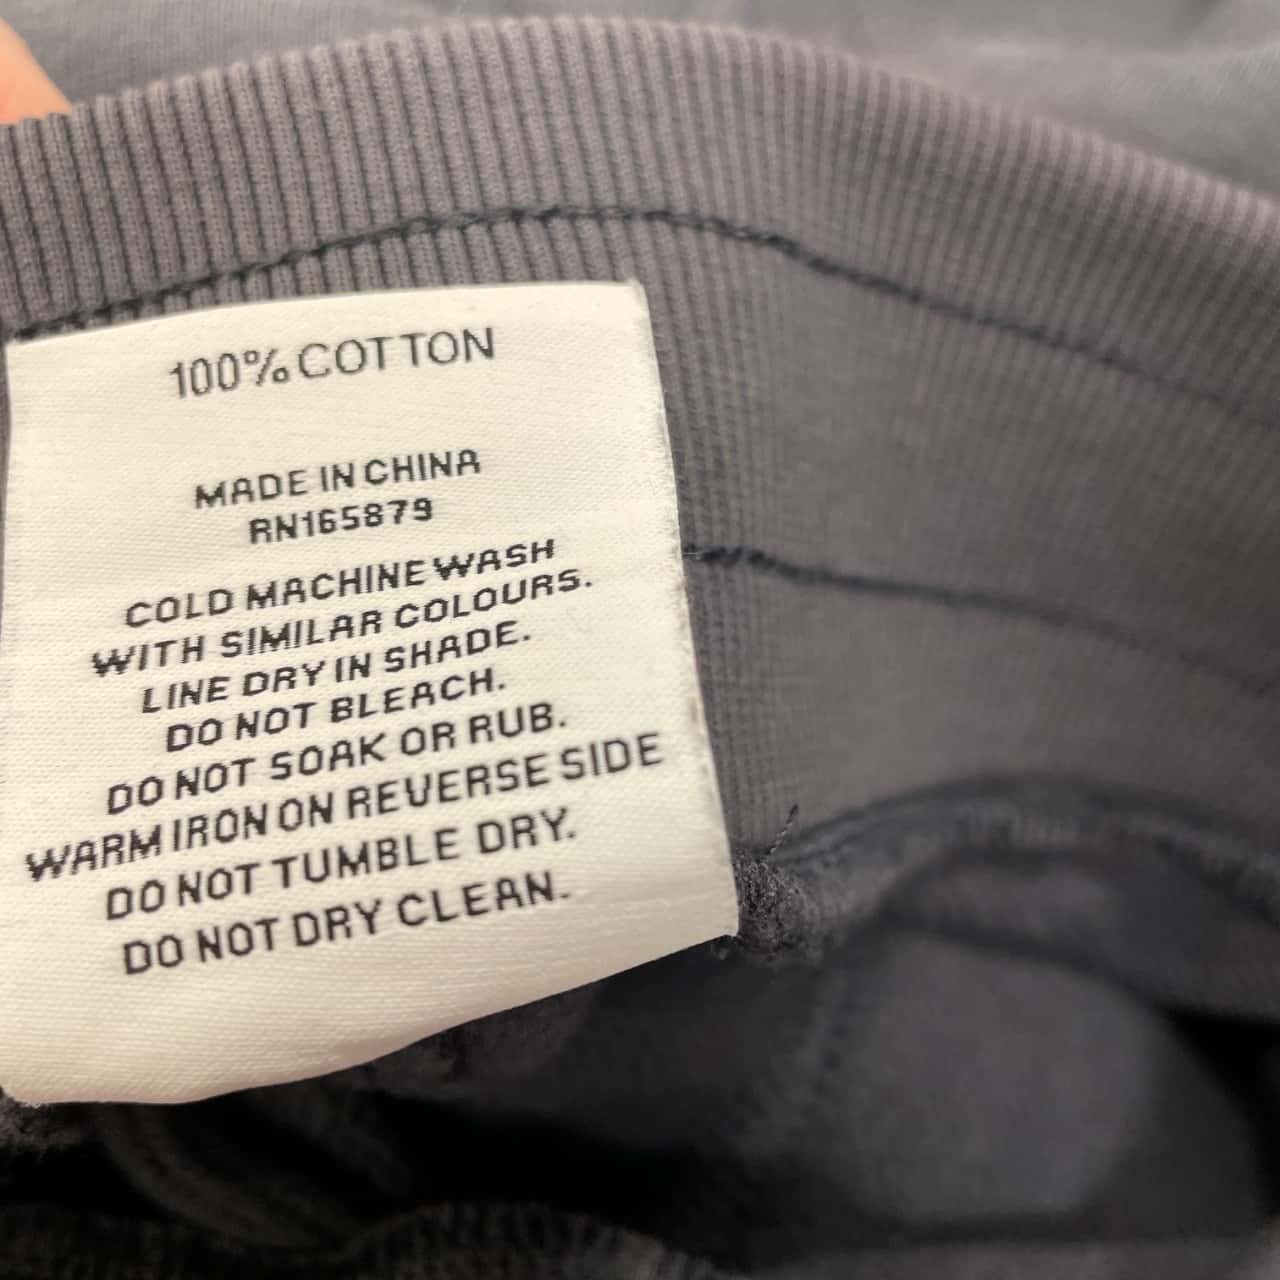 100% COTTON
MADE IN CHINA
RN165879
COLD MACHINE WASH
WITH SIMILAR COLOURS.
LINE DRY IN SHADE.
DO NOT BLEACH.
DO NOT SOAK OR RUB.
WARM IRON ON REVERSE SIDE
DO NOT TUMBLE DRY.
DO NOT DRY CLEAN.